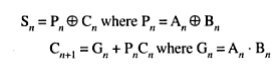 Sₙ = Pₙ ⊕ Cₙ where Pₙ = Aₙ ⊕ Bₙ
Cₙ₊₁ = Gₙ + PₙCₙ where Gₙ = Aₙ · Bₙ